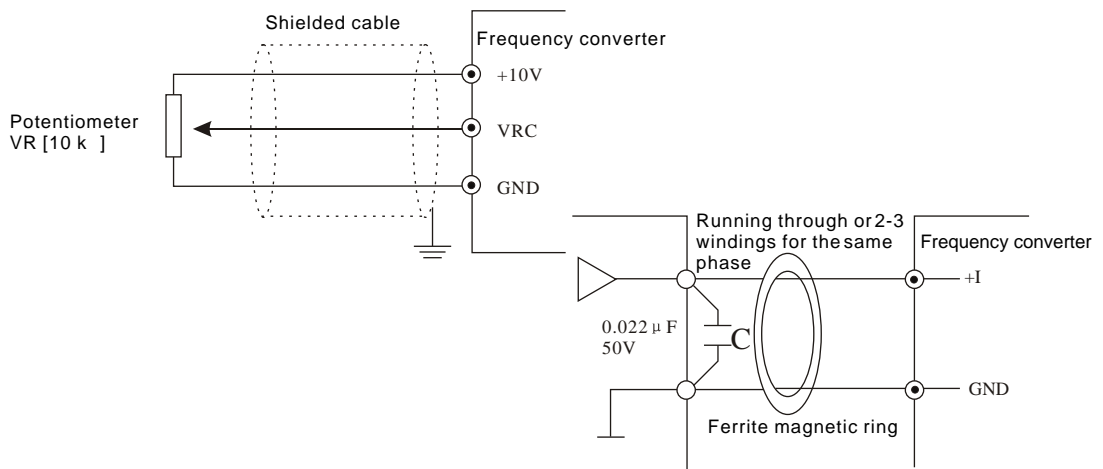 Shielded cable
Frequency converter
+10V
Potentiometer
VR [10 k ]
VRC
GND
Running through or 2-3
windings for the same
phase
Frequency converter
+I
0.022 μF
50V
C
GND
Ferrite magnetic ring